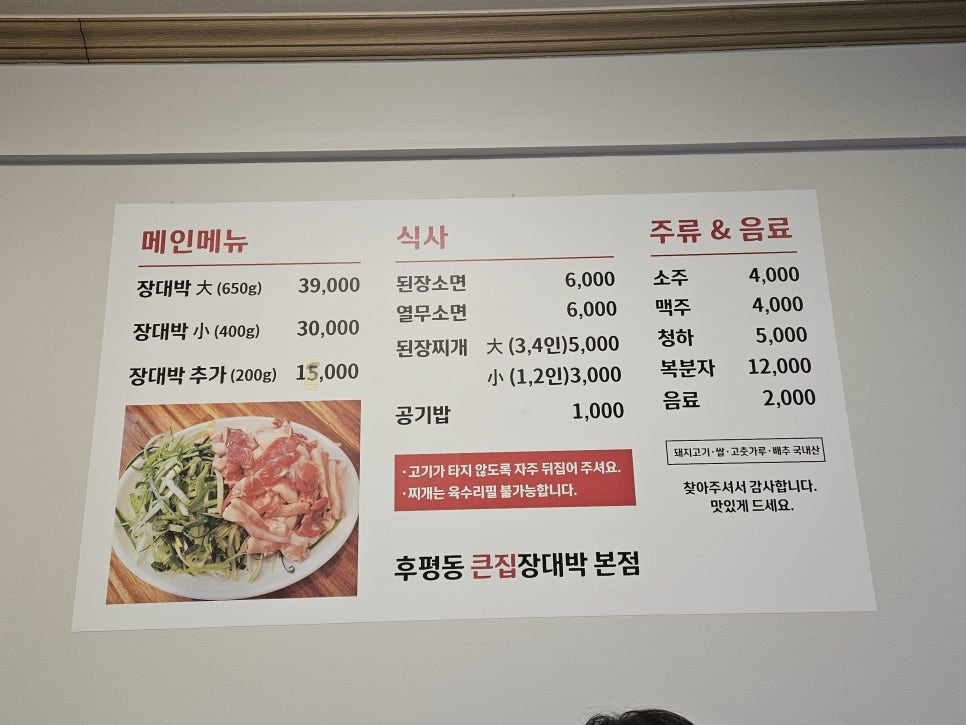 메인메뉴
장대박 大 (650g) 39,000
장대박 小 (400g) 30,000
장대박 추가 (200g) 15,000
식사
된장소면 6,000
열무소면 6,000
된장찌개 大 (3,4인)5,000
小 (1,2인)3,000
공기밥 1,000
· 고기가 타지 않도록 자주 뒤집어 주셔요.
· 찌개는 육수리필 불가능합니다.
후평동 큰집장대박 본점
주류 & 음료
소주 4,000
맥주 4,000
청하 5,000
복분자 12,000
음료 2,000
돼지고기·쌀·고춧가루·배추 국내산
찾아주셔서 감사합니다.
맛있게 드세요.